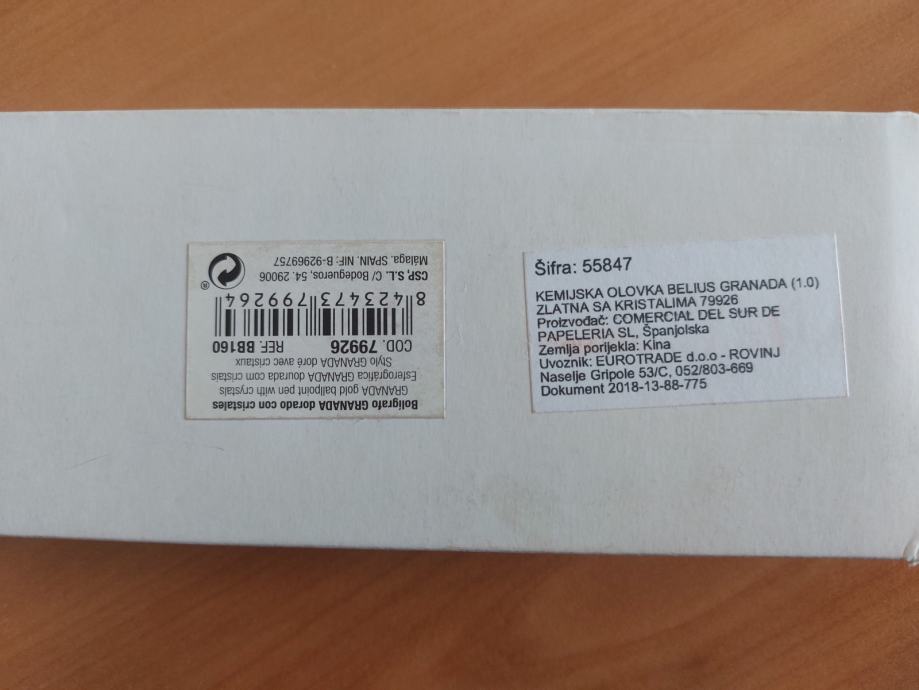 Bolígrafo GRANADA dorado con cristales
GRANADA gold ballpoint pen with crystals
Esferográfica GRANADA dourada com cristais
Stylo GRANADA doré avec cristaux
COD. 79926 REF. BB160
8 423473 799264
CSP, S.L. C/ Bodegueros, 54. 29006
Málaga. SPAIN. NIF: B-92969757
®
Šifra: 55847
KEMIJSKA OLOVKA BELIUS GRANADA (1.0)
ZLATNA SA KRISTALIMA 79926
Proizvođač: COMERCIAL DEL SUR DE
PAPELERIA SL, Španjolska
Zemlja porijekla: Kina
Uvoznik: EUROTRADE d.o.o - ROVINJ
Naselje Gripole 53/C, 052/803-669
Dokument 2018-13-88-775